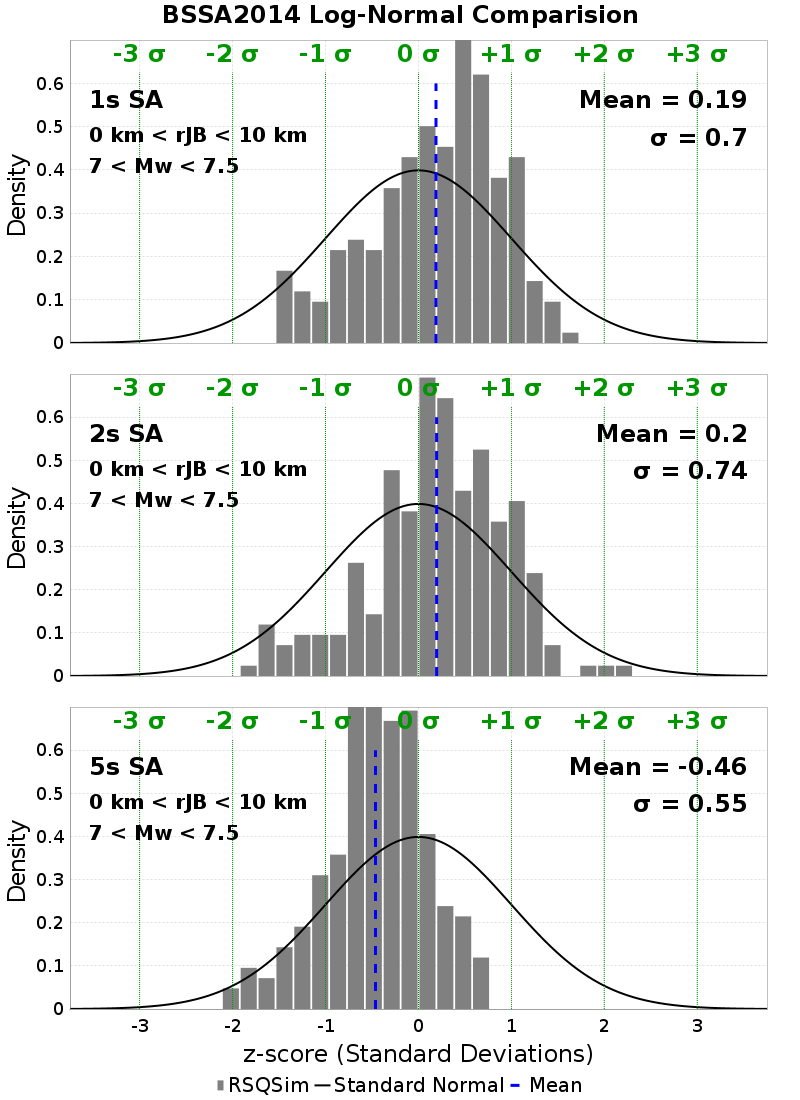 BSSA2014 Log-Normal Comparision
-3 σ -2 σ -1 σ 0 σ +1 σ +2 σ +3 σ
0.6
1s SA Mean = 0.19
0.5
0 km < rJB < 10 km σ = 0.7
7 < Mw < 7.5
0.4
0.3
0.2
0.1
0
Density
-3 σ -2 σ -1 σ 0 σ +1 σ +2 σ +3 σ
0.6
2s SA Mean = 0.2
0.5
0 km < rJB < 10 km σ = 0.74
7 < Mw < 7.5
0.4
0.3
0.2
0.1
0
Density
-3 σ -2 σ -1 σ 0 σ +1 σ +2 σ +3 σ
0.6
5s SA Mean = -0.46
0.5
0 km < rJB < 10 km σ = 0.55
7 < Mw < 7.5
0.4
0.3
0.2
0.1
0
Density
-3 -2 -1 0 1 2 3
z-score (Standard Deviations)
RSQSim Standard Normal Mean